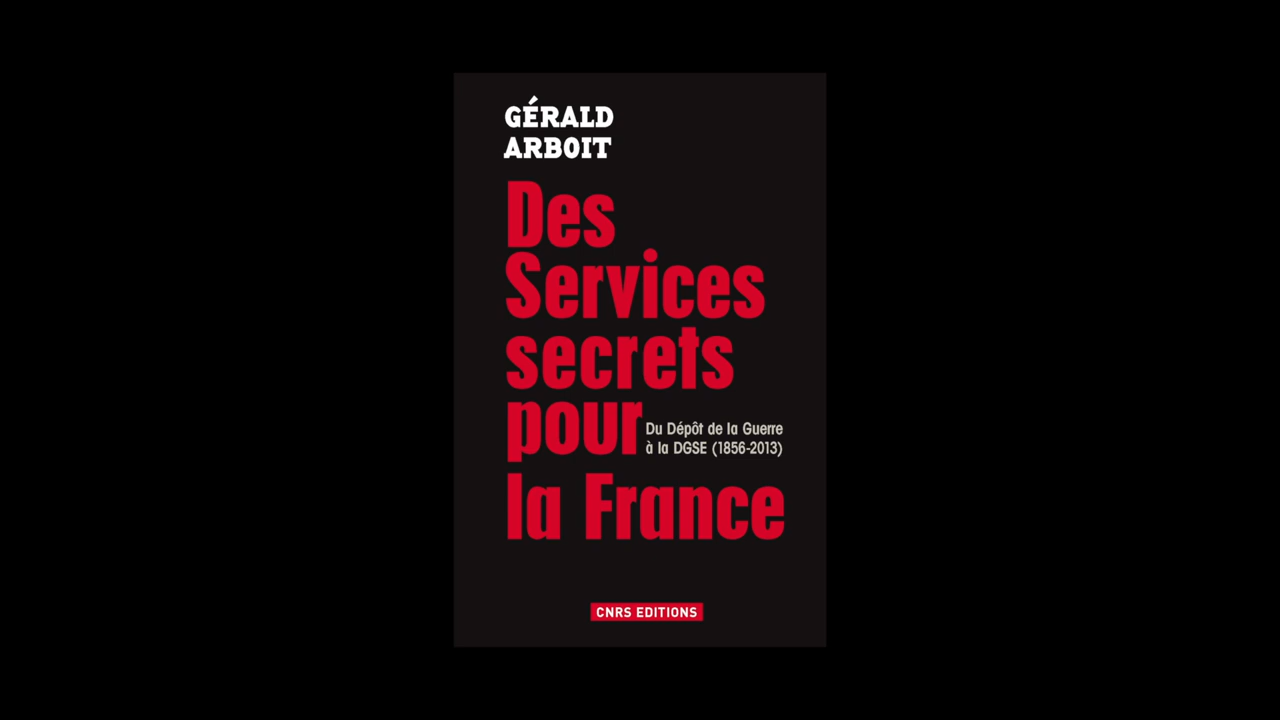 GÉRALD
ARBOIT
Des
Services
secrets
pour
Du Dépôt de la Guerre
à la DGSE (1856-2013)
la France
CNRS EDITIONS